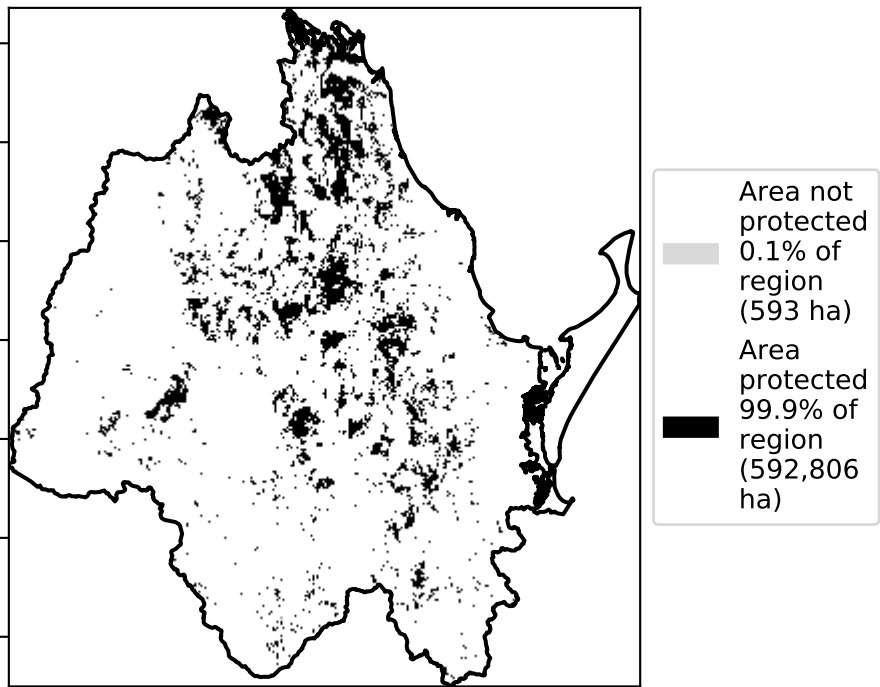 Area not
protected
0.1% of
region
(593 ha)
Area
protected
99.9% of
region
(592,806
ha)